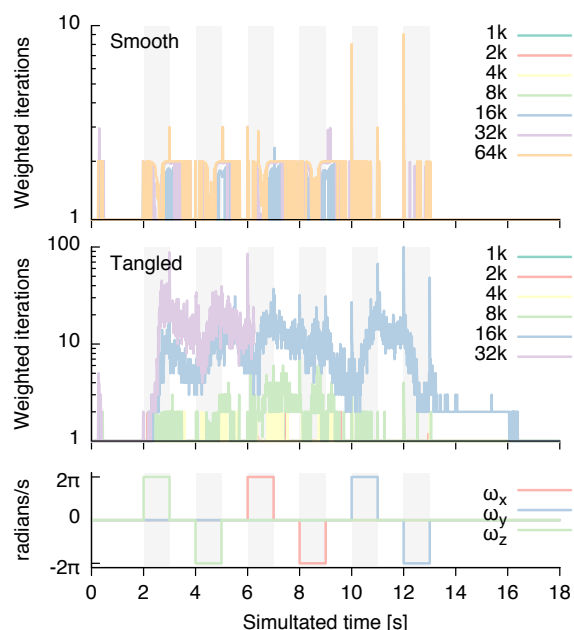 10
Weighted iterations
Smooth
1k
2k
4k
8k
16k
32k
64k
1
100
Weighted iterations
Tangled
1k
2k
4k
8k
16k
32k
10
1
radians/s
2π
0
-2π
ωx
ωy
ωz
0 2 4 6 8 10 12 14 16 18
Simultated time [s]